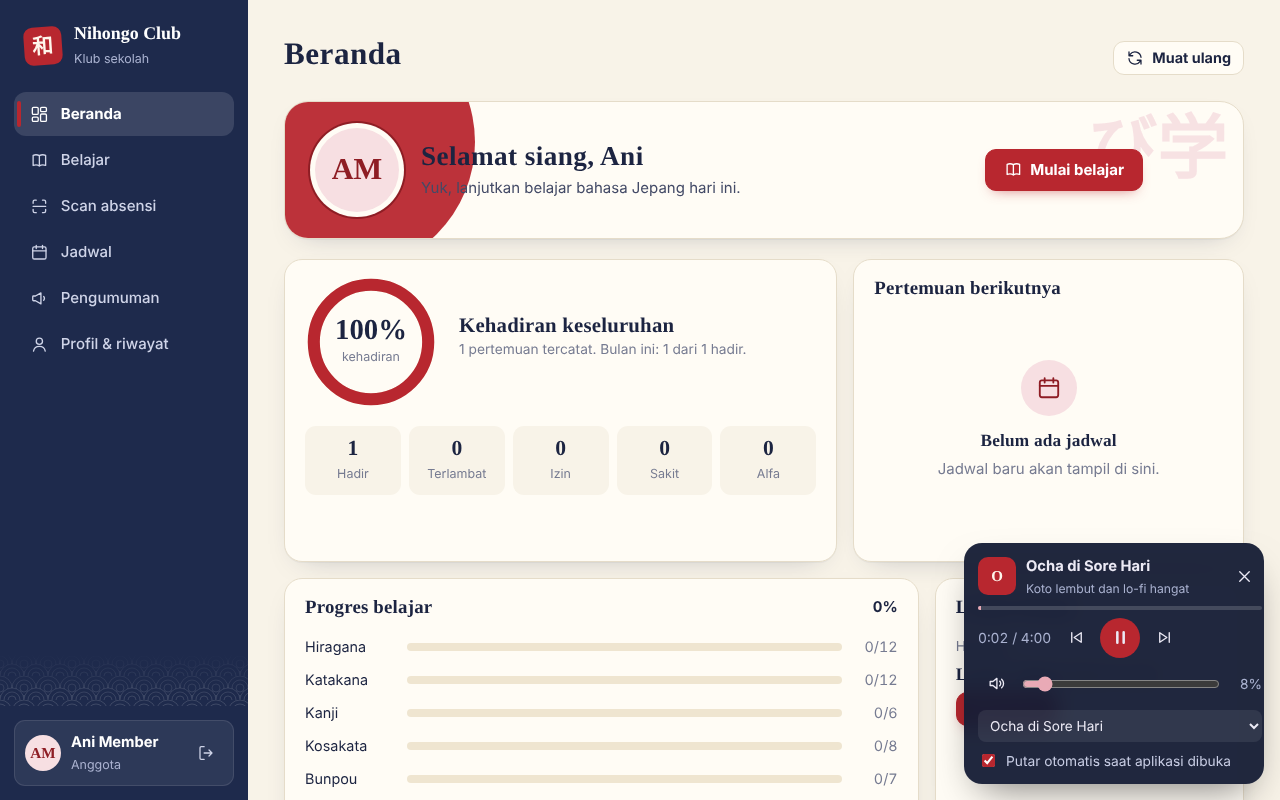 和
Nihongo Club
Klub sekolah
Beranda
Belajar
Scan absensi
Jadwal
Pengumuman
Profil & riwayat
AM
Ani Member
Anggota
Beranda
Muat ulang
AM
Selamat siang, Ani
Yuk, lanjutkan belajar bahasa Jepang hari ini.
Mulai belajar
び学
100%
kehadiran
Kehadiran keseluruhan
1 pertemuan tercatat. Bulan ini: 1 dari 1 hadir.
1
Hadir
0
Terlambat
0
Izin
0
Sakit
0
Alfa
Pertemuan berikutnya
Belum ada jadwal
Jadwal baru akan tampil di sini.
Progres belajar
0%
Hiragana
0/12
Katakana
0/12
Kanji
0/6
Kosakata
0/8
Bunpou
0/7
O
Ocha di Sore Hari
Koto lembut dan lo-fi hangat
0:02 / 4:00
8%
Ocha di Sore Hari
Putar otomatis saat aplikasi dibuka